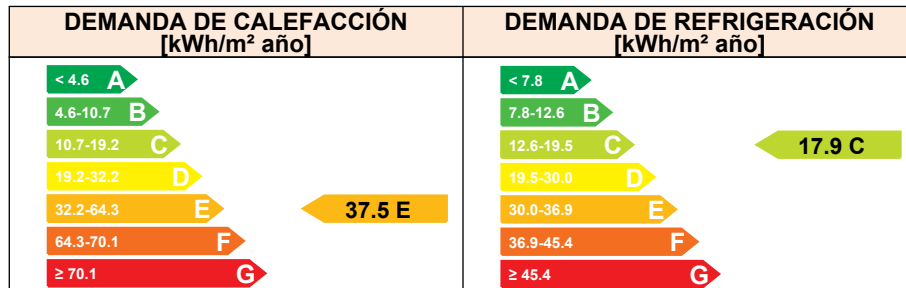 DEMANDA DE CALEFACCIÓN
[kWh/m² año]
< 4.6 A
4.6-10.7 B
10.7-19.2 C
19.2-32.2 D
32.2-64.3 E
37.5 E
64.3-70.1 F
≥ 70.1 G
DEMANDA DE REFRIGERACIÓN
[kWh/m² año]
< 7.8 A
7.8-12.6 B
12.6-19.5 C
17.9 C
19.5-30.0 D
30.0-36.9 E
36.9-45.4 F
≥ 45.4 G